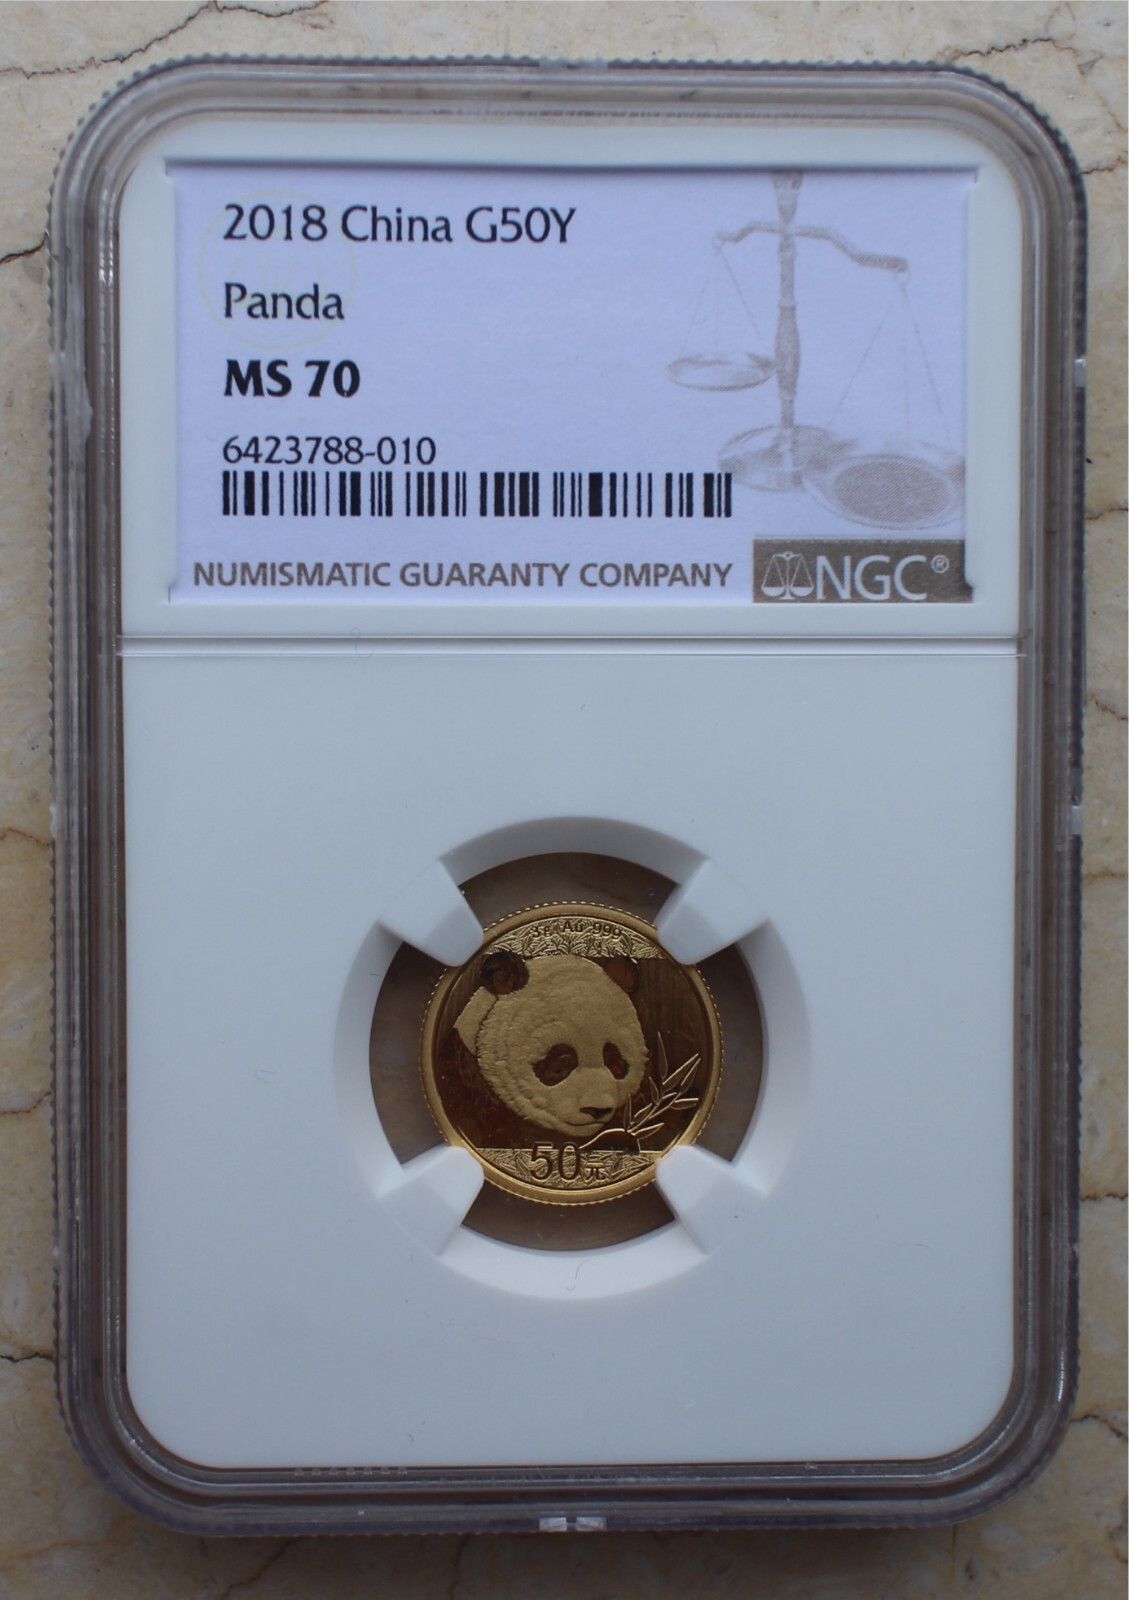 2018 China G50Y
Panda
MS 70
6423788-010
NUMISMATIC GUARANTY COMPANY
NGC®
3g Au 999
50元